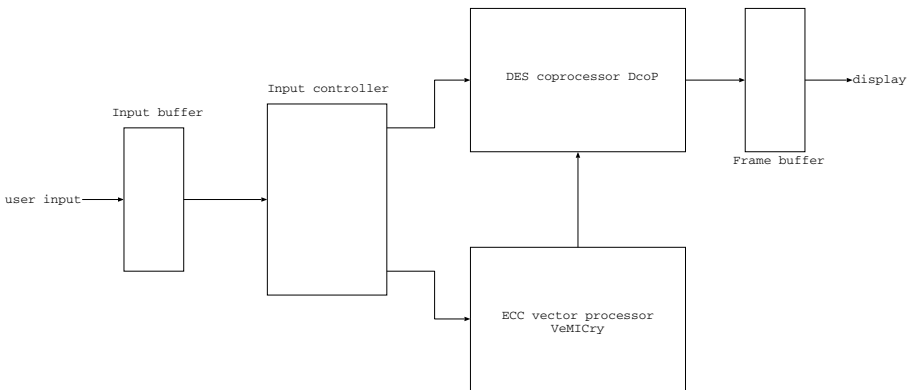 DES coprocessor DcoP
Input controller
display
Input buffer
Frame buffer
user input
ECC vector processor
VeMICry